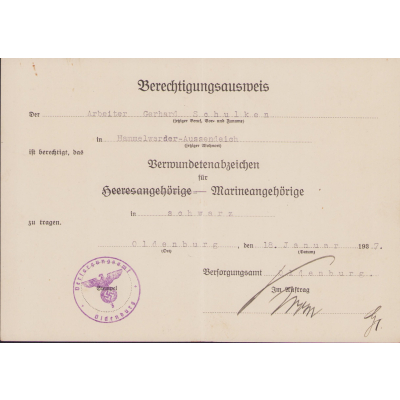 Berechtigungsausweis
Der Arbeiter Gerhard Schulken
(jetziger Beruf, Vor- und Zuname)
in Hammelwarder-Aussendeich
(jetziger Wohnort)
ist berechtigt, das
Verwundetenabzeichen
für
Heeresangehörige — Marineangehörige
in schwarz
zu tragen.
Oldenburg, den 15. Januar 1937.
(Ort) (Datum)
Versorgungsamt Oldenburg.
Im Auftrag
Stempel
Versorgungsamt
Oldenburg